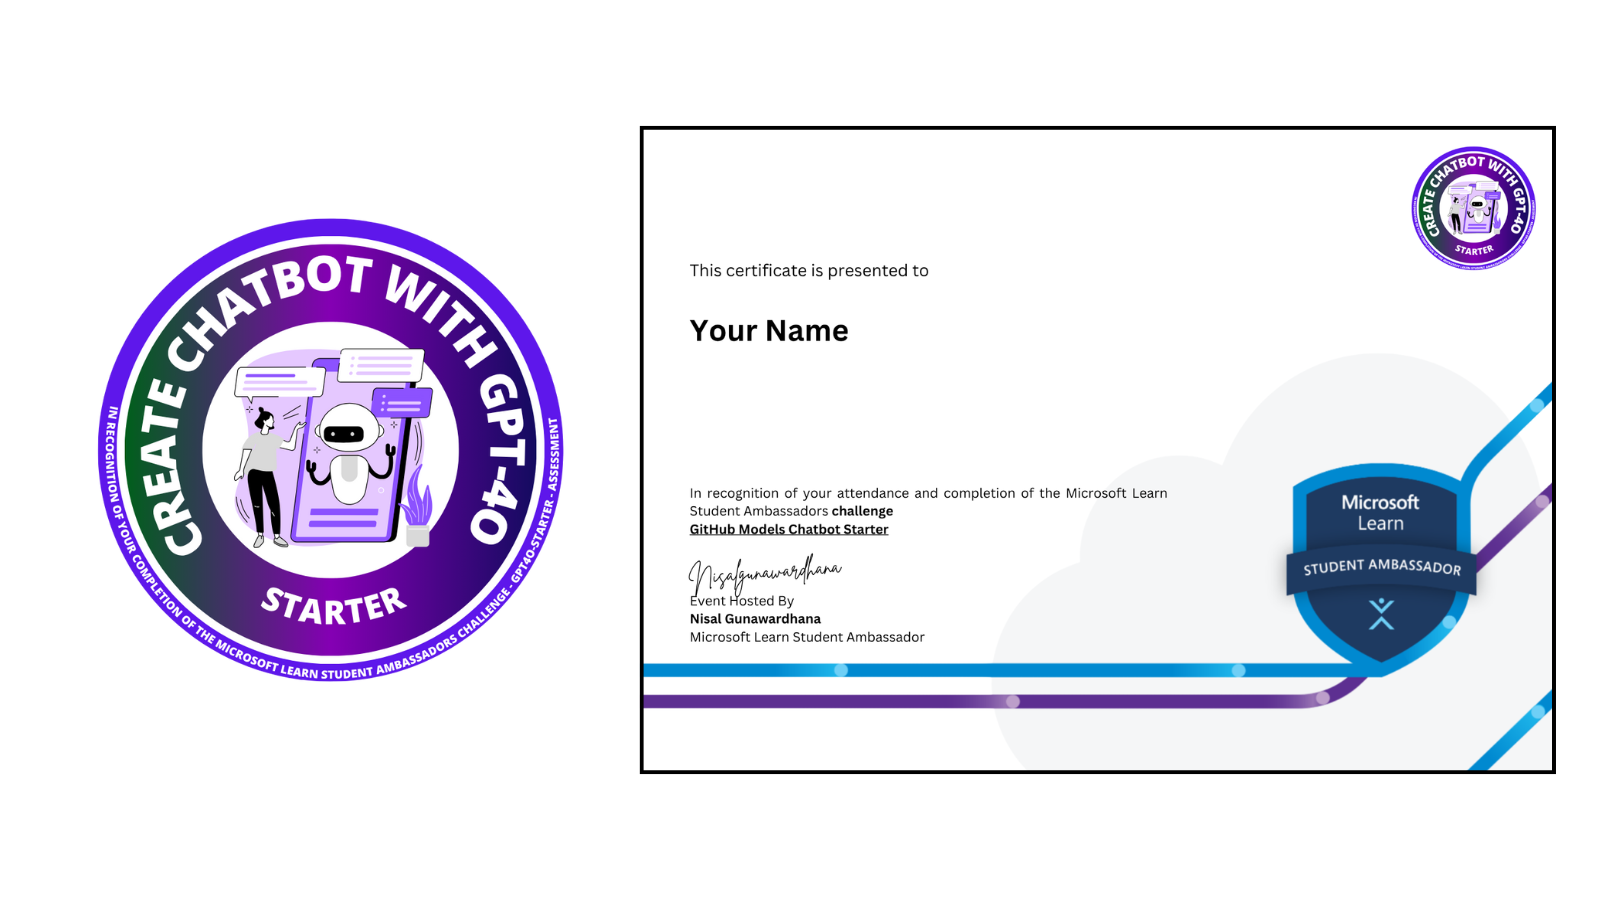 CREATE CHATBOT WITH GPT-4O
STARTER
IN RECOGNITION OF YOUR COMPLETION OF THE MICROSOFT LEARN STUDENT AMBASSADORS CHALLENGE - GPT4O-STARTER - ASSESSMENT
CREATE CHATBOT WITH GPT-4O
STARTER
This certificate is presented to
Your Name
In recognition of your attendance and completion of the Microsoft Learn
Student Ambassadors challenge
GitHub Models Chatbot Starter
Nisalgunawardhana
Event Hosted By
Nisal Gunawardhana
Microsoft Learn Student Ambassador
Microsoft
Learn
STUDENT AMBASSADOR